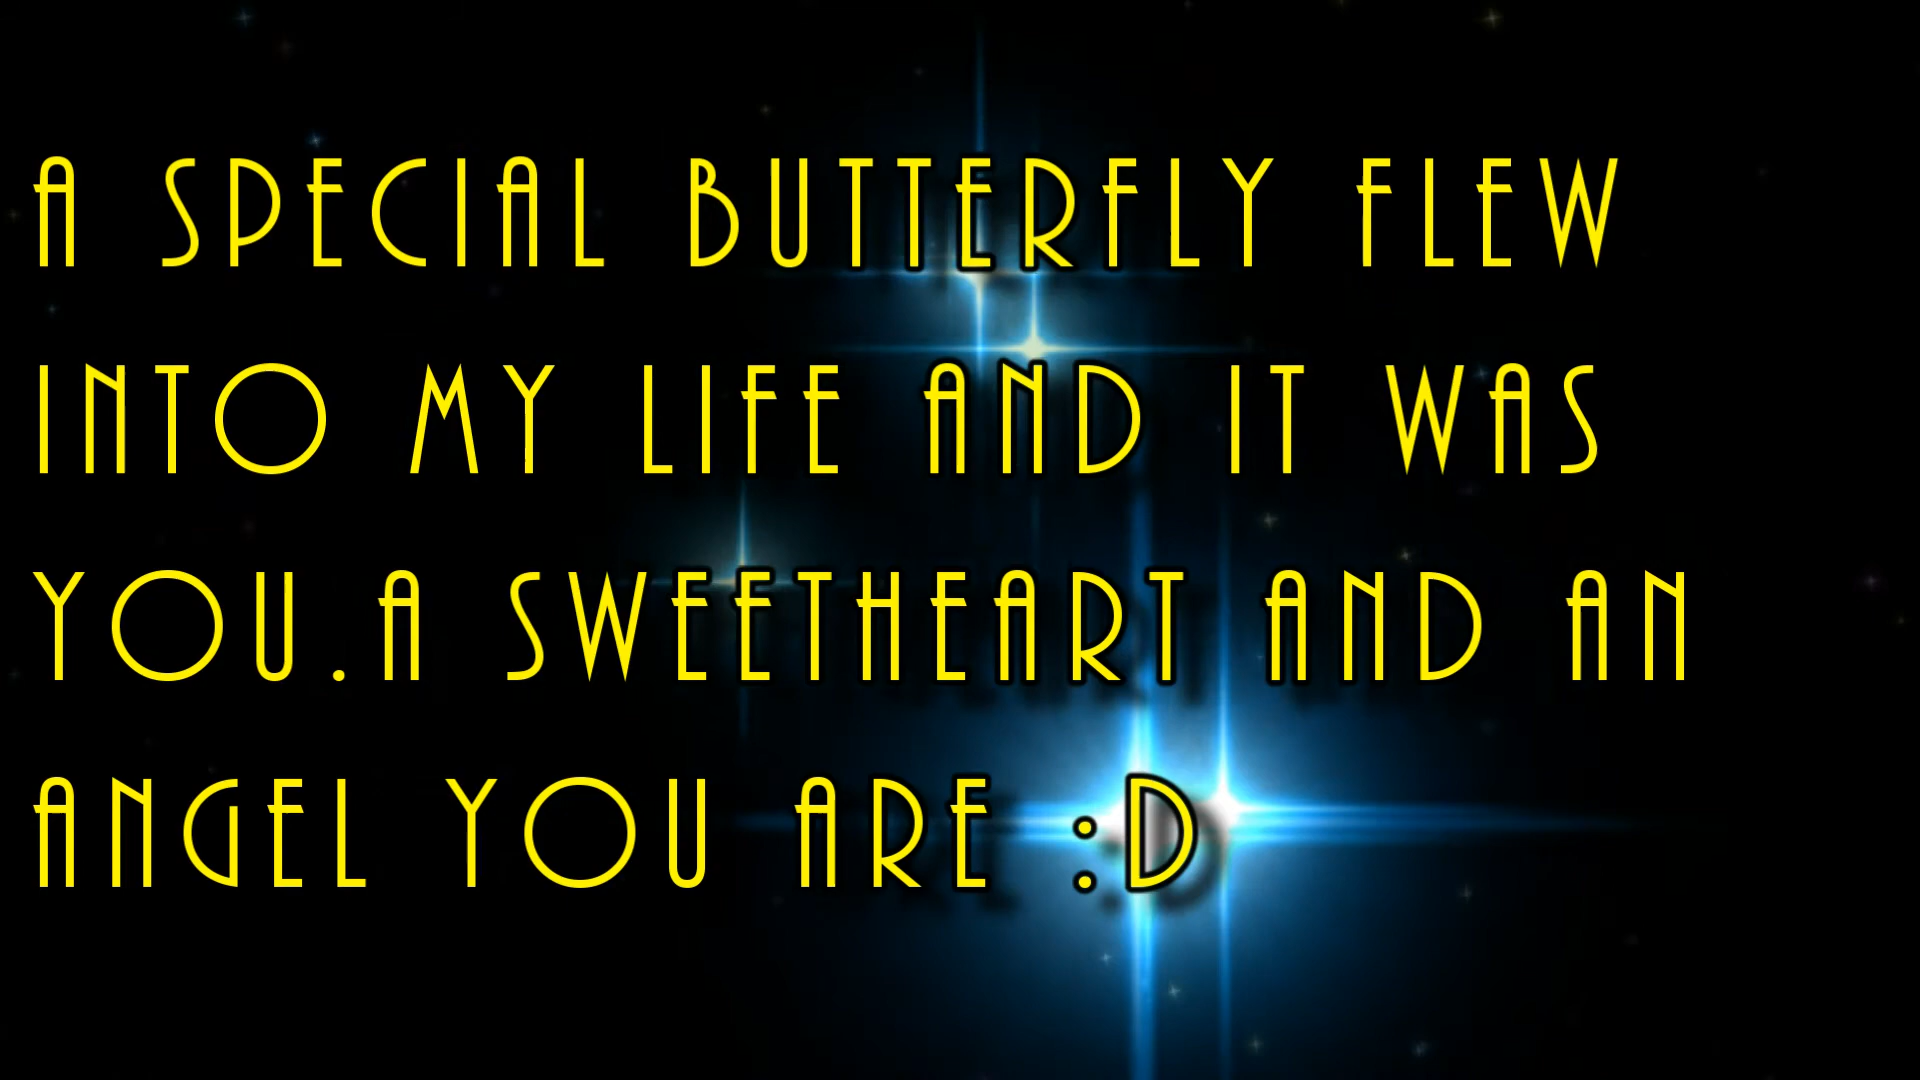 A SPECIAL BUTTERFLY FLEW
INTO MY LIFE AND IT WAS
YOU.A SWEETHEART AND AN
ANGEL YOU ARE :D